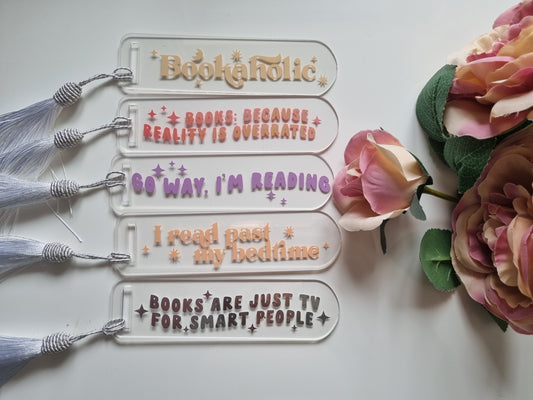 Bookaholic
BOOKS: BECAUSE
REALITY IS OVERRATED
GO WAY, I'M READING
I read past
my bedtime
BOOKS ARE JUST TV
FOR SMART PEOPLE